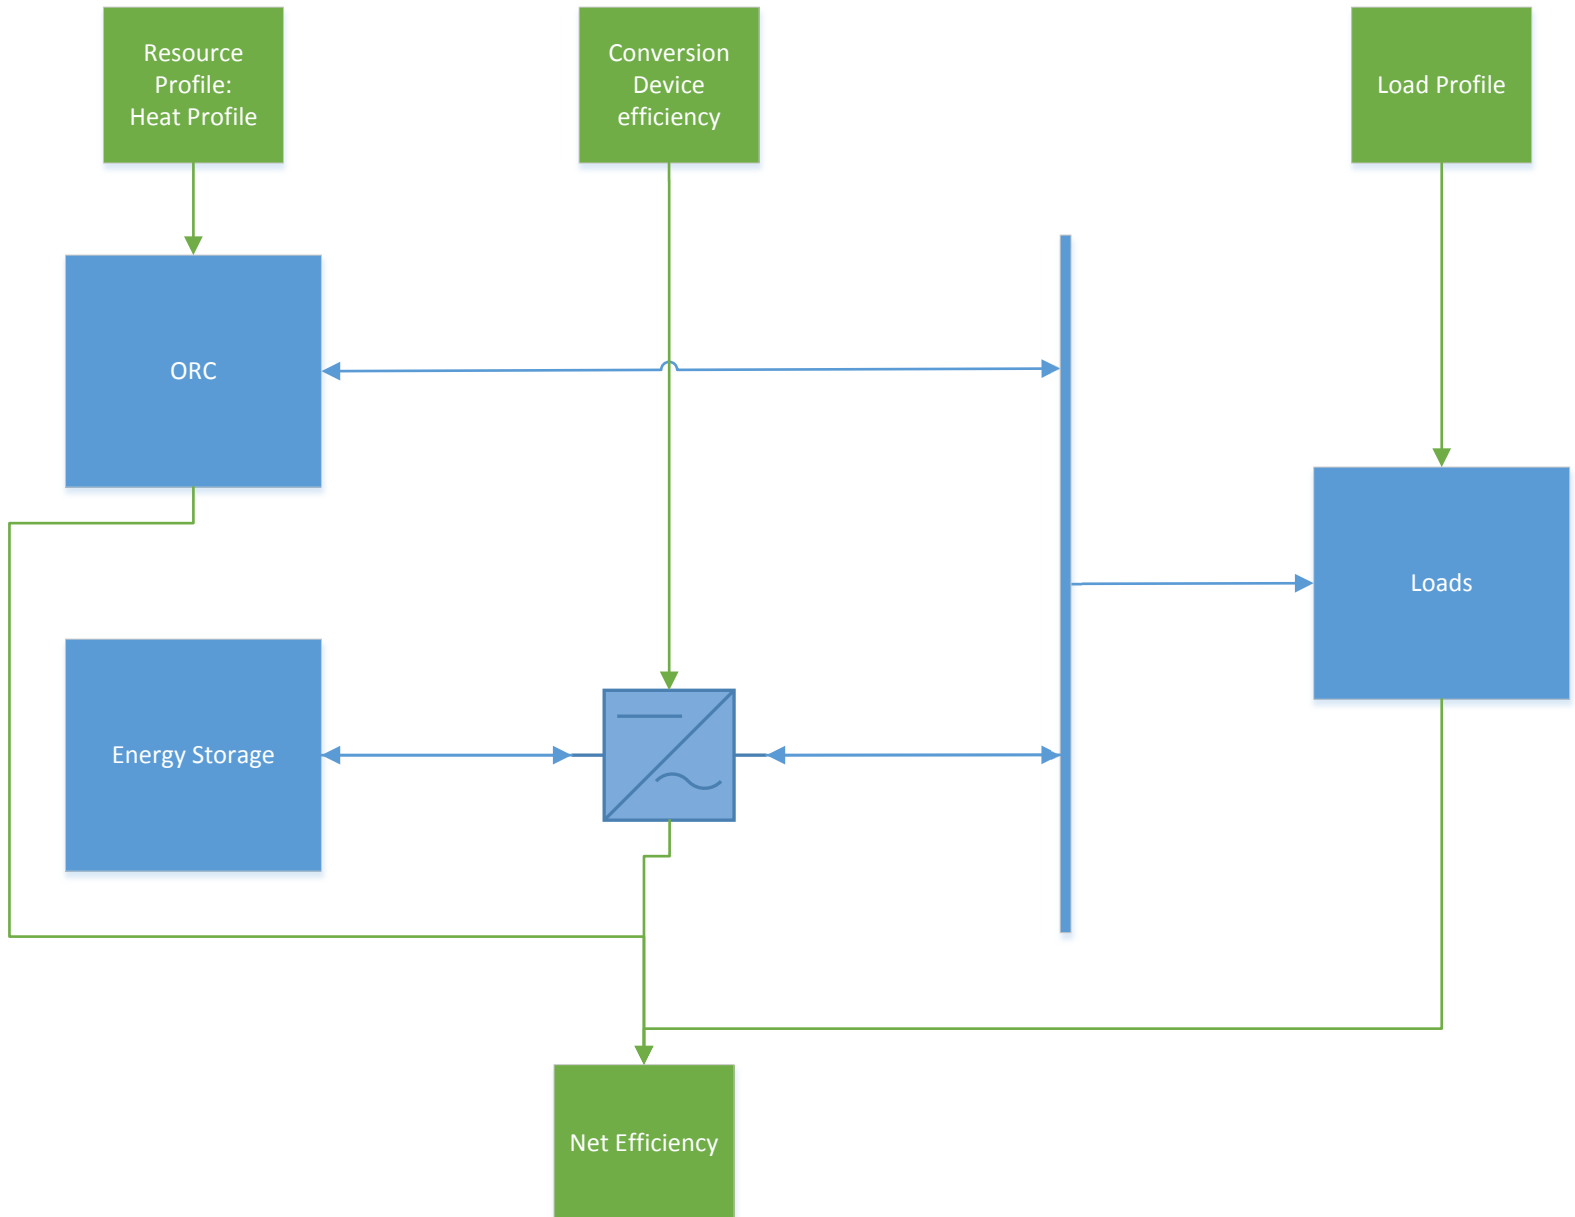 Resource
Profile:
Heat Profile
Conversion
Device
efficiency
Load Profile
ORC
Loads
Energy Storage
Net Efficiency